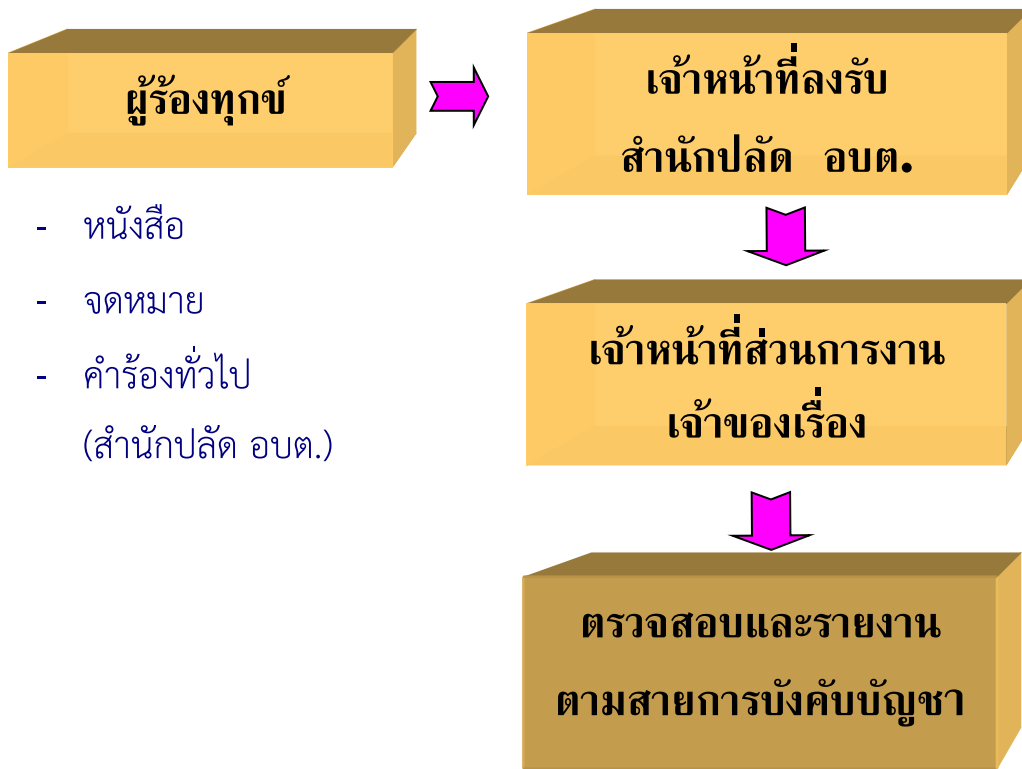 ผู้ร้องทุกข์
- หนังสือ
- จดหมาย
- คำร้องทั่วไป
(สำนักปลัด อบต.)
เจ้าหน้าที่ลงรับ
สำนักปลัด อบต.
เจ้าหน้าที่ส่วนการงาน
เจ้าของเรื่อง
ตรวจสอบและรายงาน
ตามสายการบังคับบัญชา